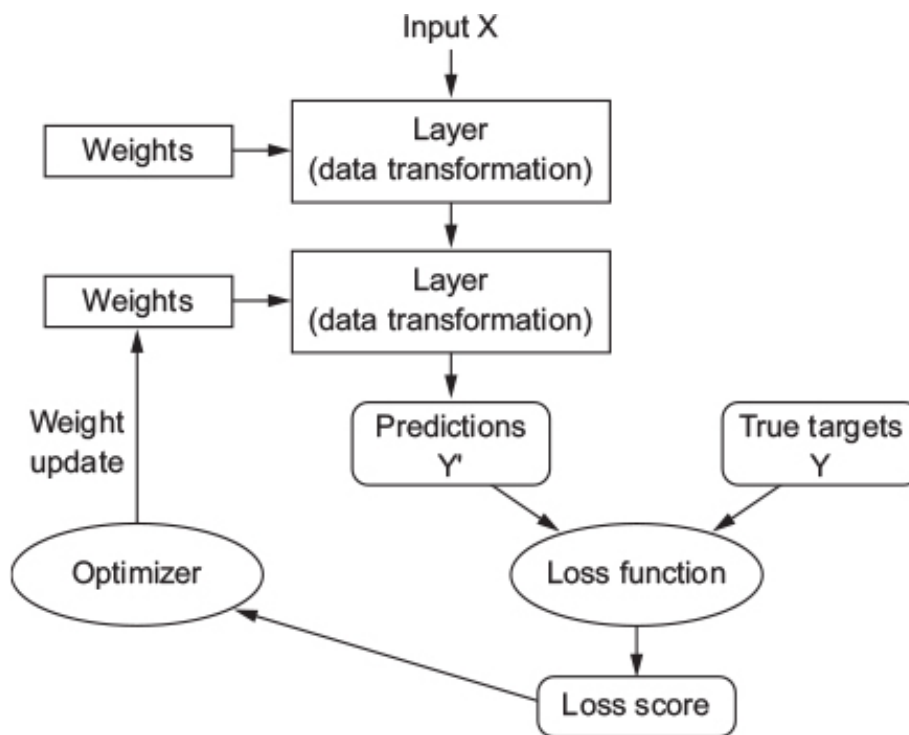 Input X
Weights
Layer
(data transformation)
Weights
Layer
(data transformation)
Weight
update
Predictions
Y'
True targets
Y
Optimizer
Loss function
Loss score